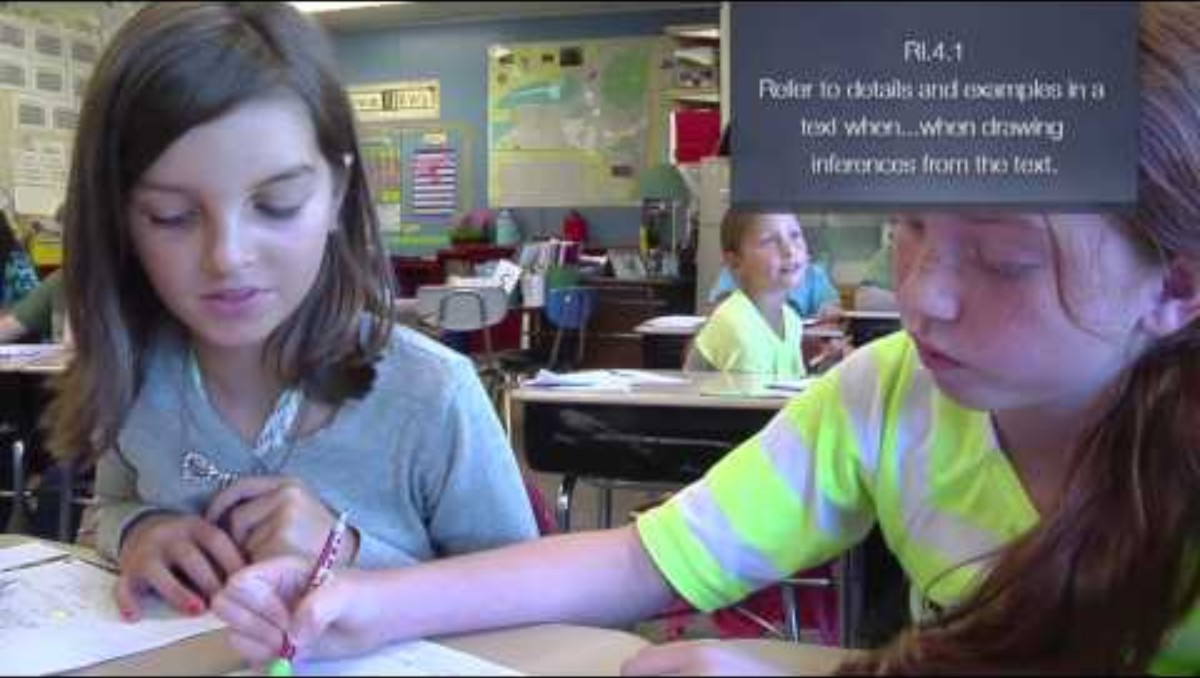 RI.4.1
Refer to details and examples in a
text when...when drawing
inferences from the text.